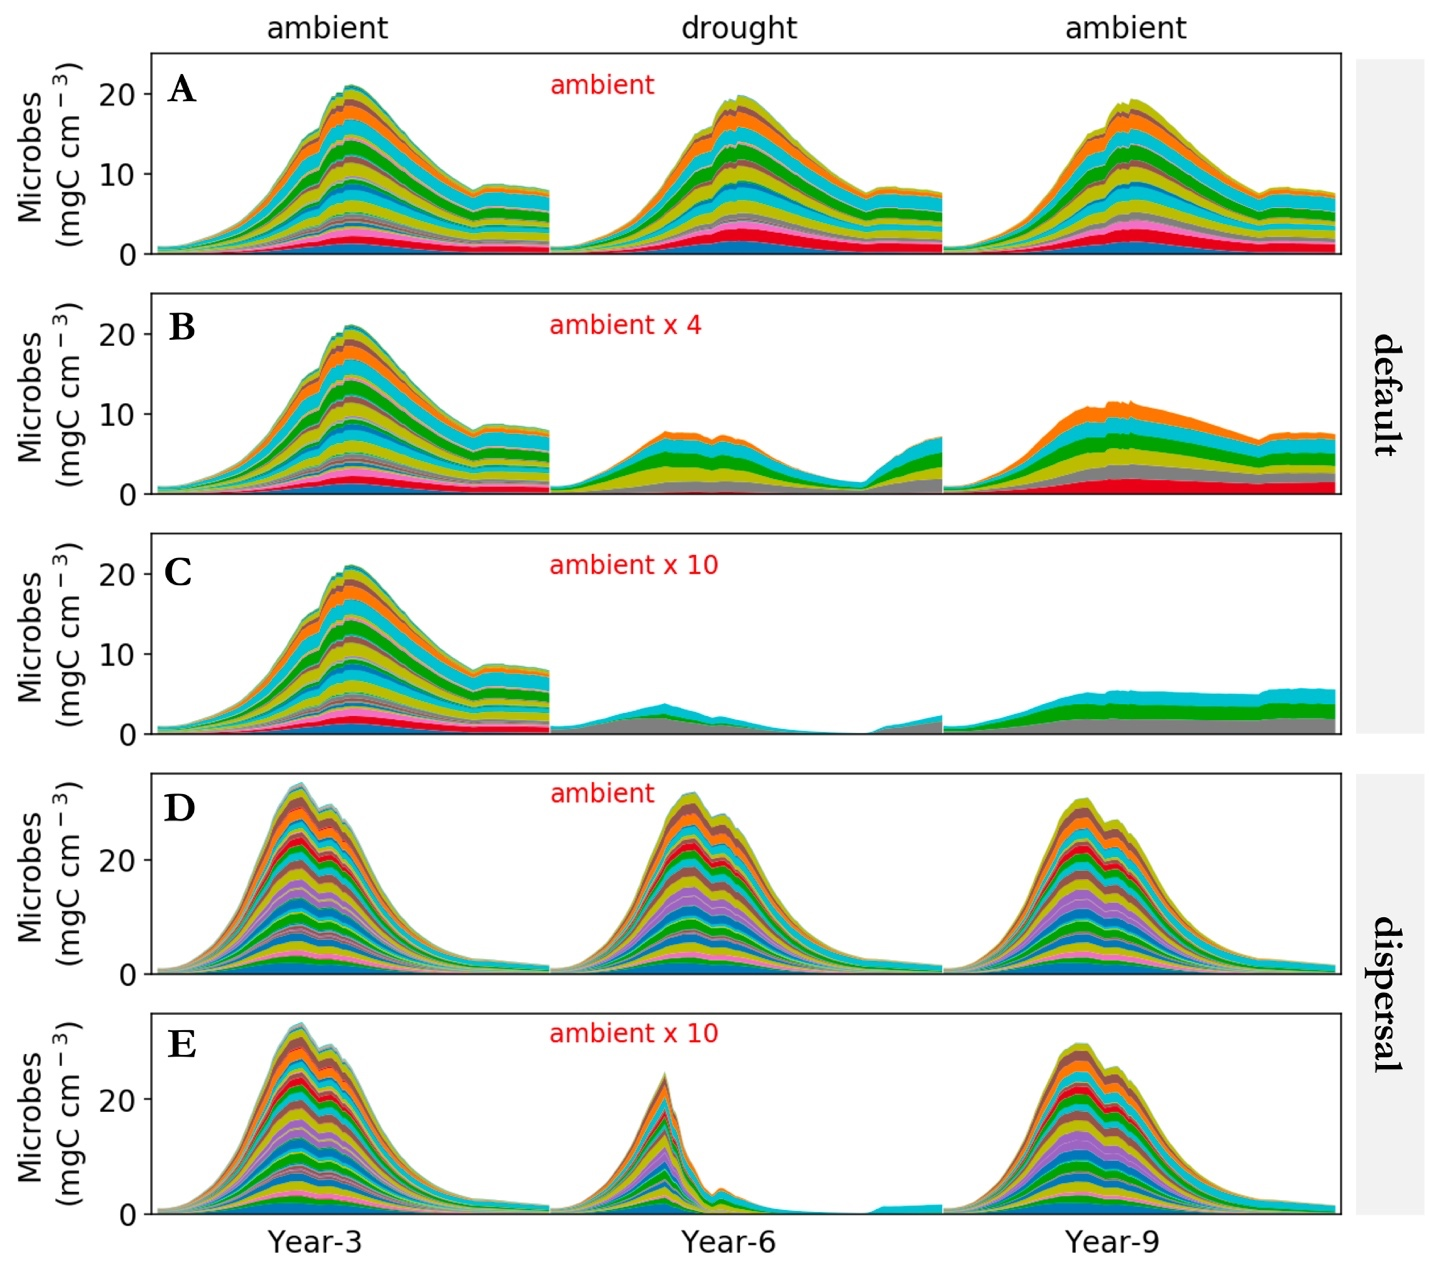 ambient drought ambient
A ambient
Microbes
(mgC cm⁻³)
20
10
0
B ambient x 4
Microbes
(mgC cm⁻³)
20
10
0
C ambient x 10
Microbes
(mgC cm⁻³)
20
10
0
default
D ambient
Microbes
(mgC cm⁻³)
20
0
E ambient x 10
Microbes
(mgC cm⁻³)
20
0
dispersal
Year-3 Year-6 Year-9